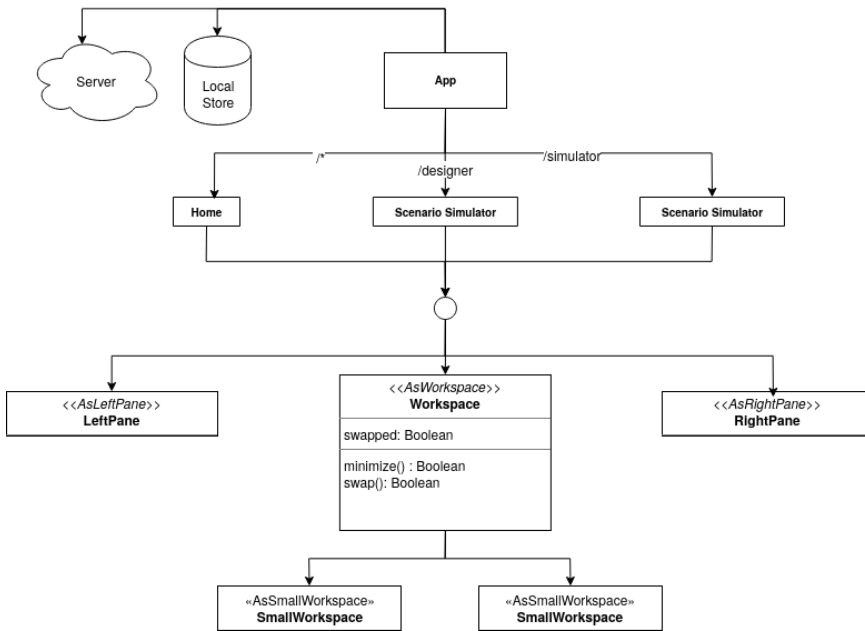 Server
Local
Store
App
/*
/designer
/simulator
Home
Scenario Simulator
Scenario Simulator
<<AsLeftPane>>
LeftPane
<<AsWorkspace>>
Workspace
swapped: Boolean
minimize() : Boolean
swap(): Boolean
<<AsRightPane>>
RightPane
«AsSmallWorkspace»
SmallWorkspace
«AsSmallWorkspace»
SmallWorkspace